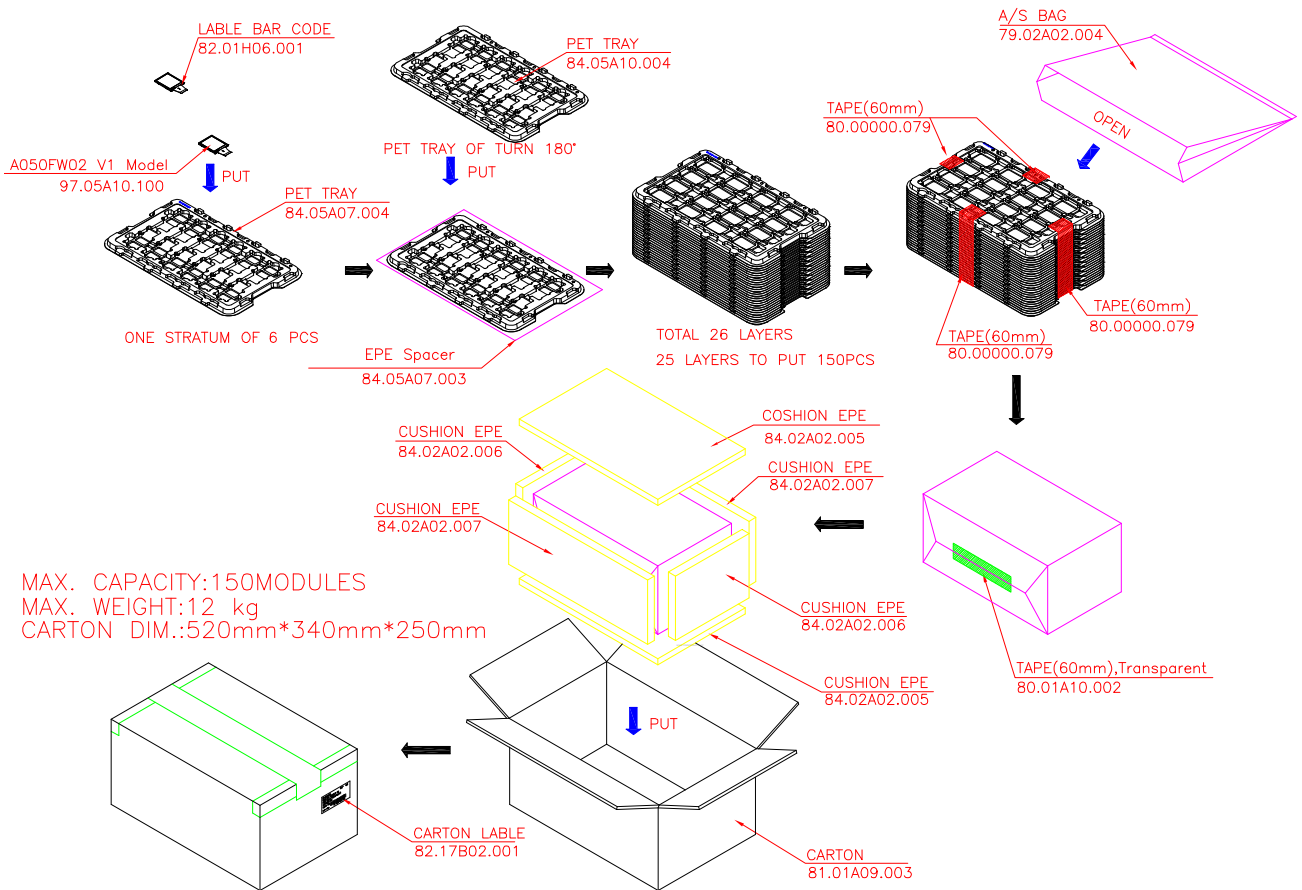 LABLE BAR CODE
82.01H06.001
PET TRAY
84.05A10.004
A/S BAG
79.02A02.004
OPEN
A050FW02 V1 Model
97.05A10.100
PUT
PET TRAY OF TURN 180°
PUT
PET TRAY
84.05A07.004
TAPE(60mm)
80.00000.079
ONE STRATUM OF 6 PCS
EPE Spacer
84.05A07.003
TOTAL 26 LAYERS
25 LAYERS TO PUT 150PCS
TAPE(60mm)
80.00000.079
TAPE(60mm)
80.00000.079
CUSHION EPE
84.02A02.006
COSHION EPE
84.02A02.005
CUSHION EPE
84.02A02.007
CUSHION EPE
84.02A02.007
CUSHION EPE
84.02A02.006
CUSHION EPE
84.02A02.005
TAPE(60mm),Transparent
80.01A10.002
MAX. CAPACITY:150MODULES
MAX. WEIGHT:12 kg
CARTON DIM.:520mm*340mm*250mm
PUT
CARTON LABLE
82.17B02.001
CARTON
81.01A09.003